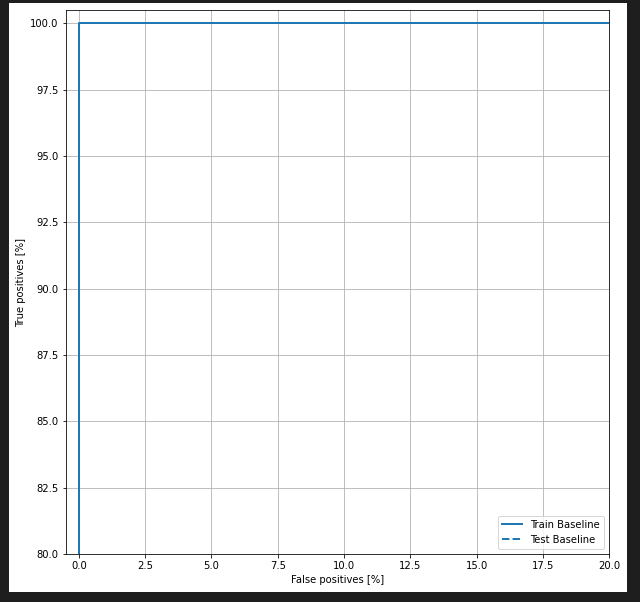 100.0
97.5
95.0
92.5
90.0
87.5
85.0
82.5
80.0
True positives [%]
Train Baseline
Test Baseline
0.0 2.5 5.0 7.5 10.0 12.5 15.0 17.5 20.0
False positives [%]